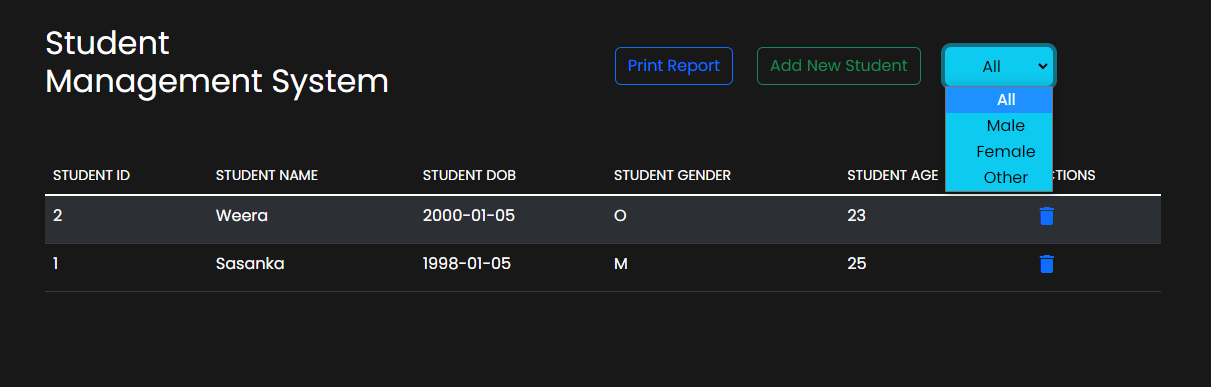 Student
Management System
Print Report
Add New Student
All
All
Male
Female
Other
STUDENT ID STUDENT NAME STUDENT DOB STUDENT GENDER STUDENT AGE CTIONS
2 Weera 2000-01-05 O 23
1 Sasanka 1998-01-05 M 25